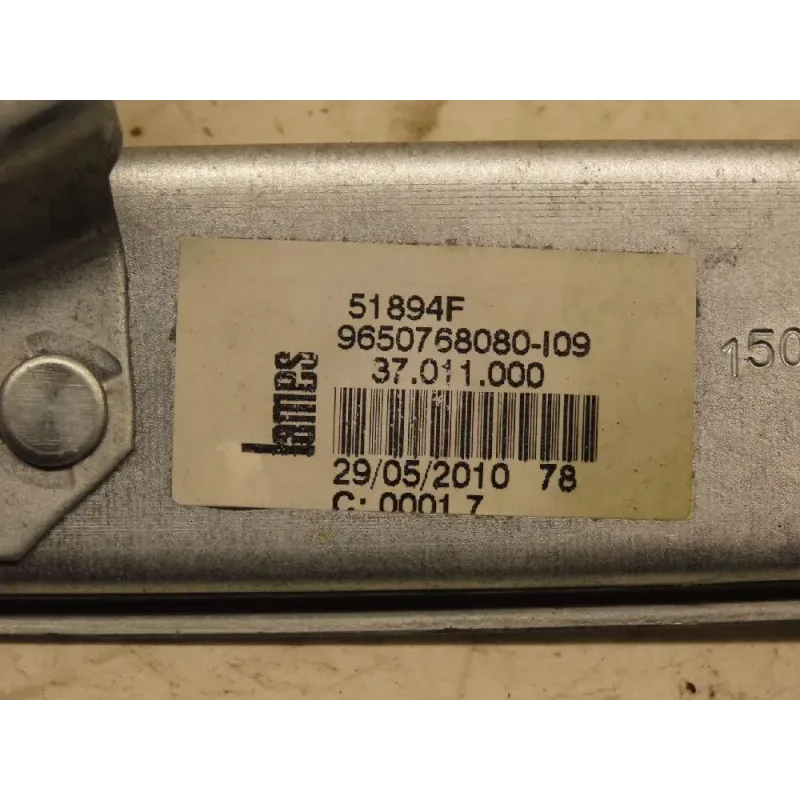 51894F
9650768080-I09
37.011.000
lames
29/05/2010 78
C: 0001 7
150